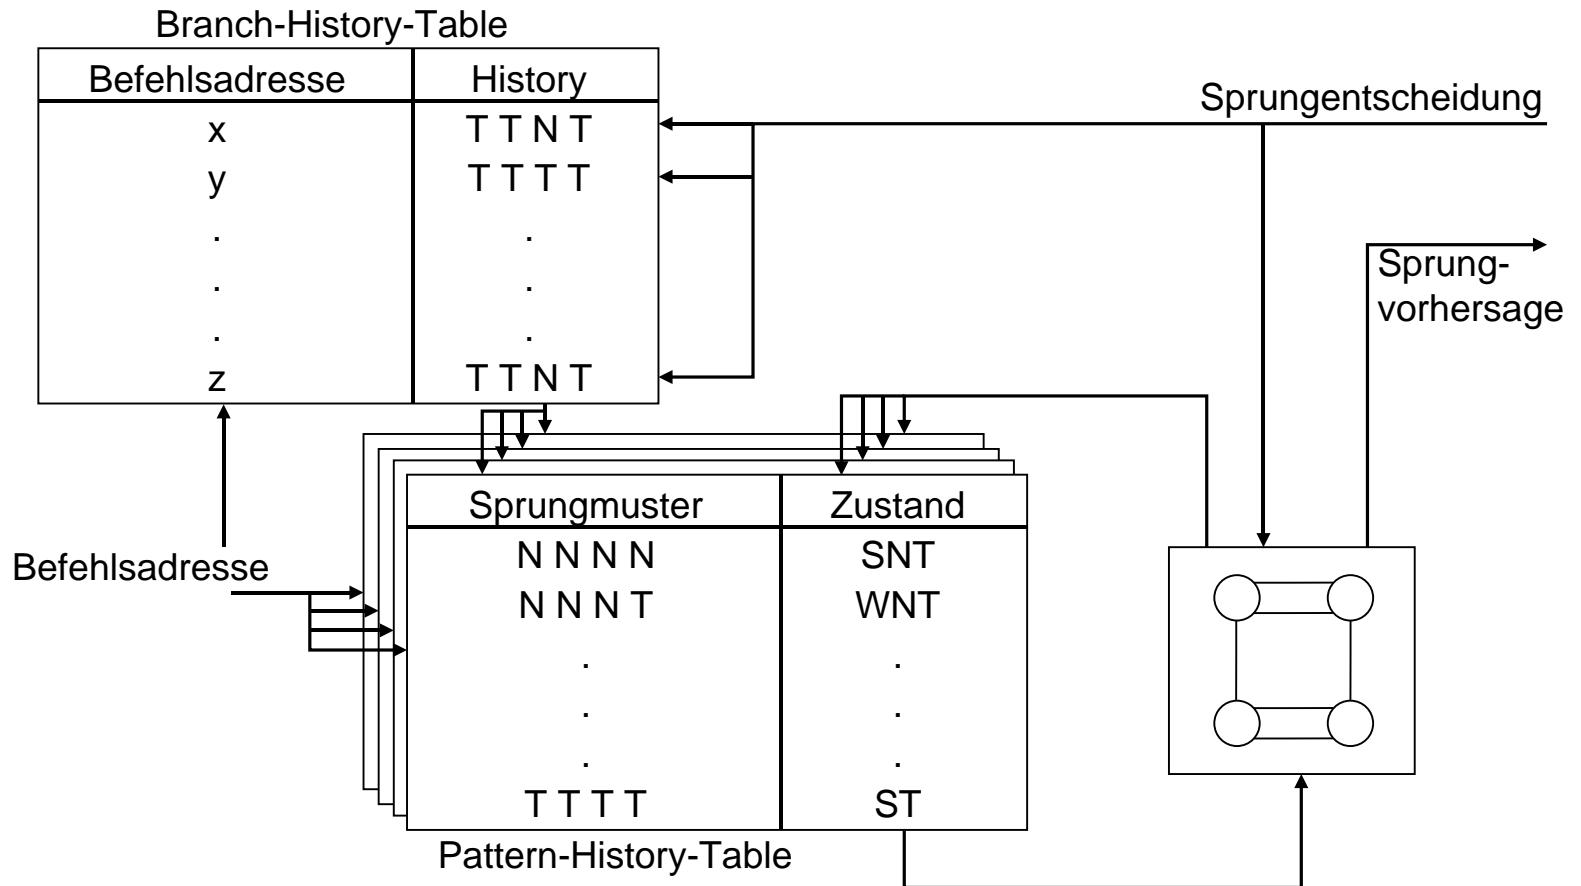 Branch-History-Table
Befehlsadresse History
x T T N T
y T T T T
. .
. .
. .
z T T N T
Sprungentscheidung
Sprung-
vorhersage
Befehlsadresse
Sprungmuster Zustand
N N N N SNT
N N N T WNT
. .
. .
. .
T T T T ST
Pattern-History-Table